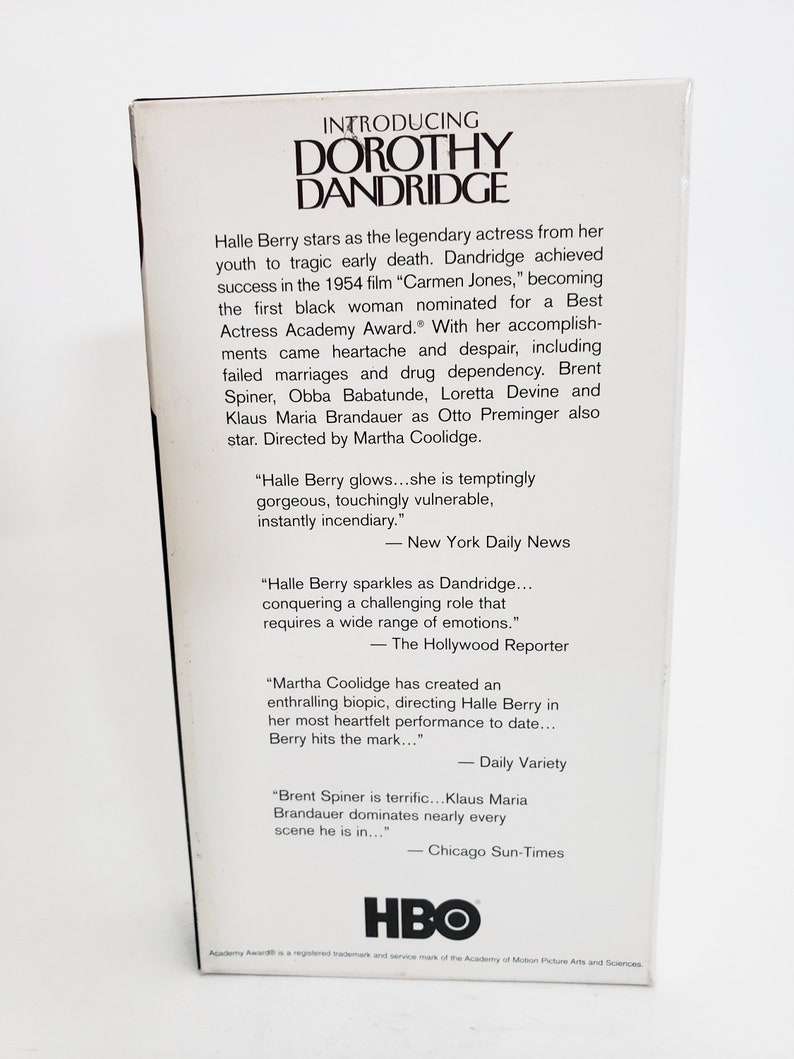 INTRODUCING
DOROTHY
DANDRIDGE
Halle Berry stars as the legendary actress from her
youth to tragic early death. Dandridge achieved
success in the 1954 film “Carmen Jones,” becoming
the first black woman nominated for a Best
Actress Academy Award.® With her accomplish-
ments came heartache and despair, including
failed marriages and drug dependency. Brent
Spiner, Obba Babatunde, Loretta Devine and
Klaus Maria Brandauer as Otto Preminger also
star. Directed by Martha Coolidge.
“Halle Berry glows...she is temptingly
gorgeous, touchingly vulnerable,
instantly incendiary.”
— New York Daily News
“Halle Berry sparkles as Dandridge...
conquering a challenging role that
requires a wide range of emotions.”
— The Hollywood Reporter
“Martha Coolidge has created an
enthralling biopic, directing Halle Berry in
her most heartfelt performance to date...
Berry hits the mark...”
— Daily Variety
“Brent Spiner is terrific...Klaus Maria
Brandauer dominates nearly every
scene he is in...”
— Chicago Sun-Times
HBO®
Academy Award® is a registered trademark and service mark of the Academy of Motion Picture Arts and Sciences.